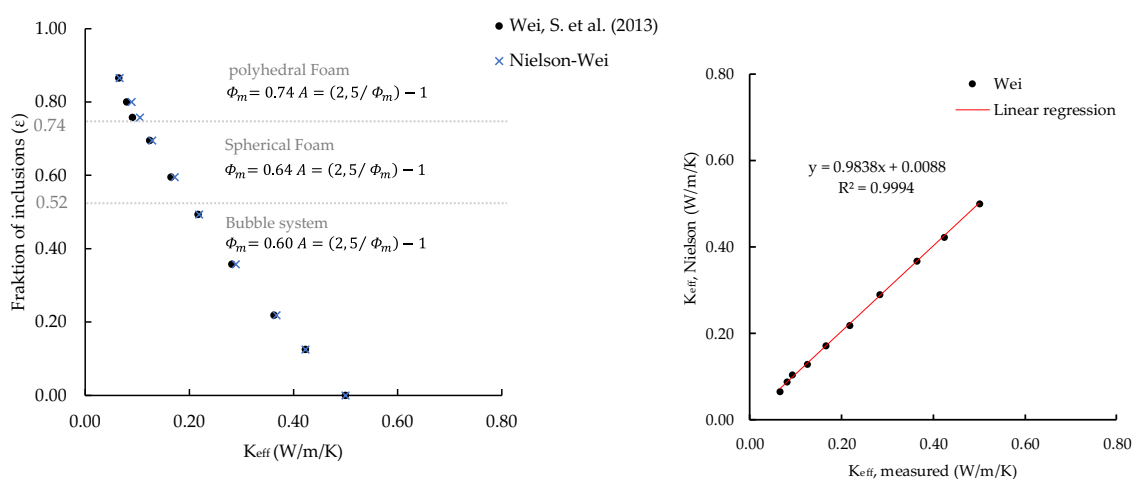 1.00
0.80
0.74
0.60
0.52
0.40
0.20
0.00
Fraktion of inclusions (ε)
Wei, S. et al. (2013)
Nielson-Wei
polyhedral Foam
Φm = 0.74 A = (2,5/ Φm) − 1
Spherical Foam
Φm = 0.64 A = (2,5/ Φm) − 1
Bubble system
Φm = 0.60 A = (2,5/ Φm) − 1
0.00 0.20 0.40 0.60 0.80
Keff (W/m/K)
0.80
0.60
0.40
0.20
0.00
Keff, Nielson (W/m/K)
Wei
Linear regression
y = 0.9838x + 0.0088
R² = 0.9994
0.00 0.20 0.40 0.60 0.80
Keff, measured (W/m/K)